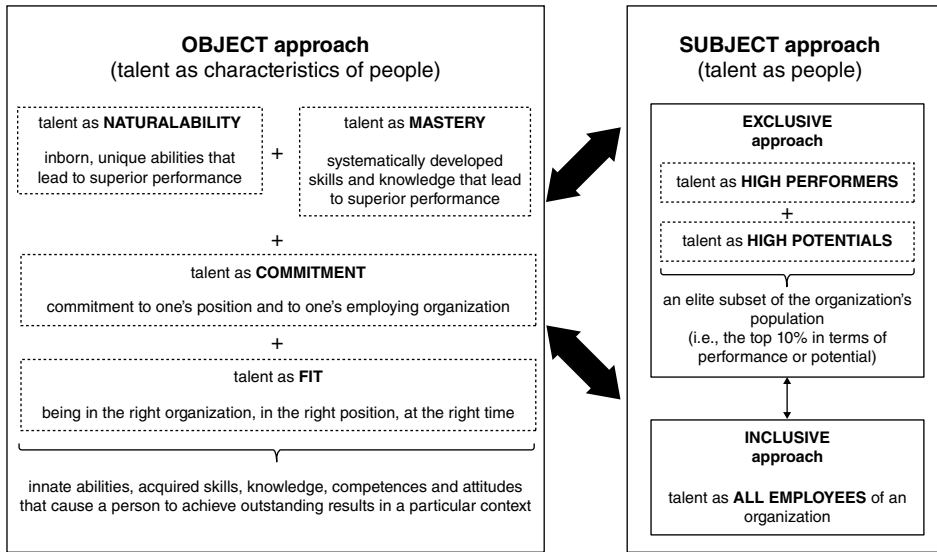 OBJECT approach
(talent as characteristics of people)
talent as NATURALABILITY
inborn, unique abilities that
lead to superior performance
+
talent as MASTERY
systematically developed
skills and knowledge that lead
to superior performance
+
talent as COMMITMENT
commitment to one's position and to one's employing organization
+
talent as FIT
being in the right organization, in the right position, at the right time
innate abilities, acquired skills, knowledge, competences and attitudes
that cause a person to achieve outstanding results in a particular context
SUBJECT approach
(talent as people)
EXCLUSIVE
approach
talent as HIGH PERFORMERS
+
talent as HIGH POTENTIALS
an elite subset of the organization's
population
(i.e., the top 10% in terms of
performance or potential)
INCLUSIVE
approach
talent as ALL EMPLOYEES of an
organization